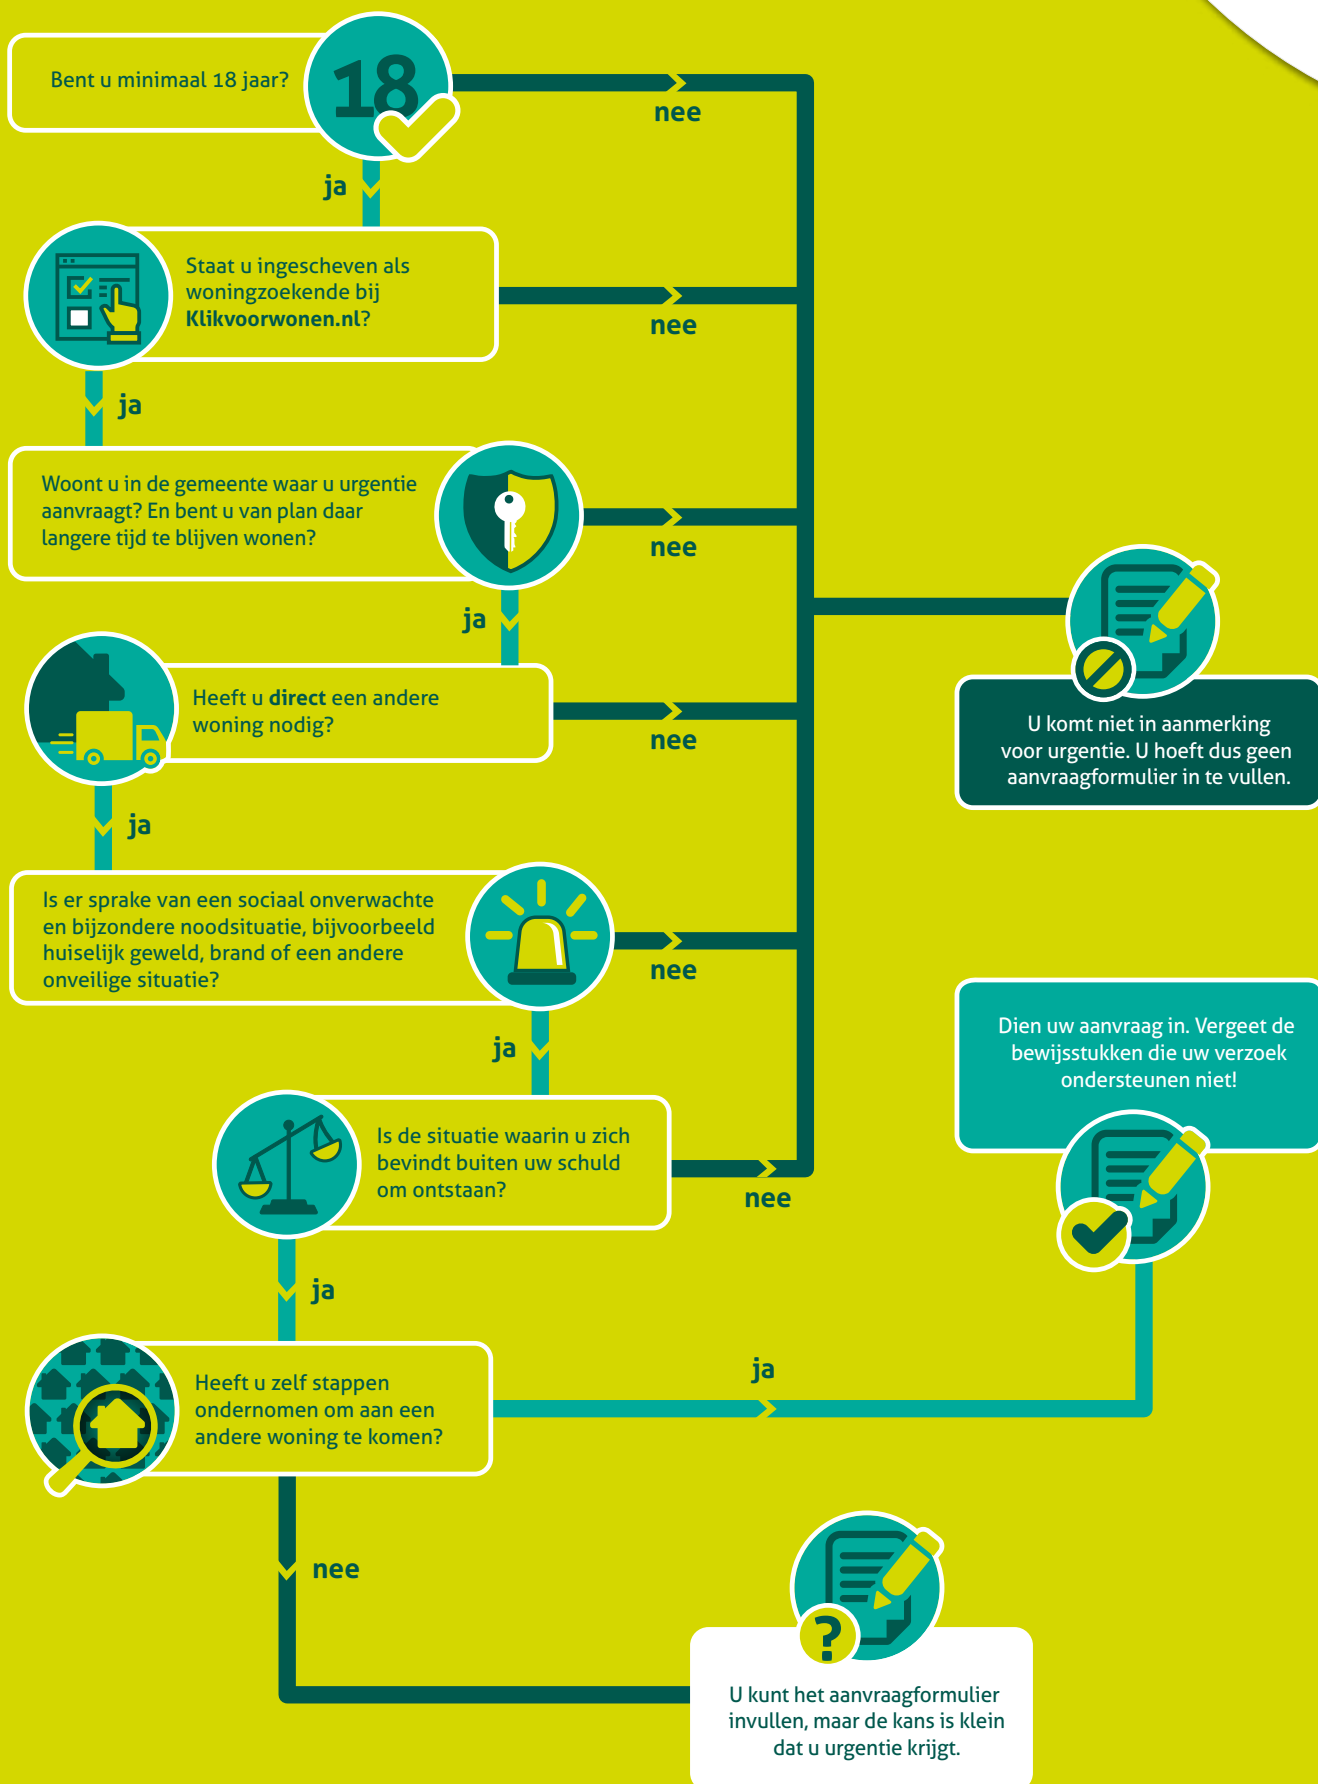 Bent u minimaal 18 jaar?
18
nee
ja
Staat u ingescheven als
woningzoekende bij
Klikvoorwonen.nl?
nee
ja
Woont u in de gemeente waar u urgentie
aanvraagt? En bent u van plan daar
langere tijd te blijven wonen?
nee
ja
Heeft u direct een andere
woning nodig?
nee
U komt niet in aanmerking
voor urgentie. U hoeft dus geen
aanvraagformulier in te vullen.
ja
Is er sprake van een sociaal onverwachte
en bijzondere noodsituatie, bijvoorbeeld
huiselijk geweld, brand of een andere
onveilige situatie?
nee
ja
Dien uw aanvraag in. Vergeet de
bewijsstukken die uw verzoek
ondersteunen niet!
Is de situatie waarin u zich
bevindt buiten uw schuld
om ontstaan?
nee
ja
Heeft u zelf stappen
ondernomen om aan een
andere woning te komen?
ja
nee
?
U kunt het aanvraagformulier
invullen, maar de kans is klein
dat u urgentie krijgt.